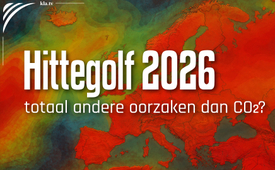 kla.tv
Hittegolf 2026
totaal andere oorzaken dan CO₂?